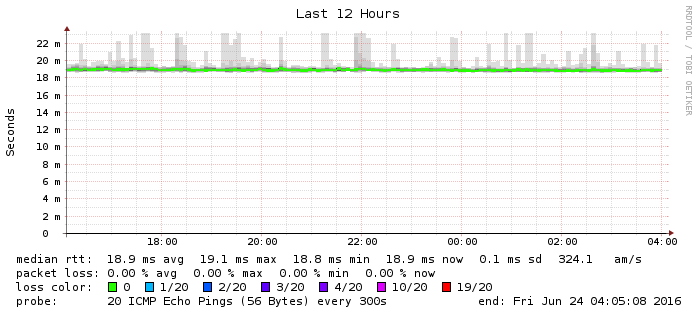 Last 12 Hours
RRDTOOL / TOBI OETIKER
Seconds
22 m
20 m
18 m
16 m
14 m
12 m
10 m
8 m
6 m
4 m
2 m
0
18:00 20:00 22:00 00:00 02:00 04:00
median rtt: 18.9 ms avg 19.1 ms max 18.8 ms min 18.9 ms now 0.1 ms sd 324.1 am/s
packet loss: 0.00 % avg 0.00 % max 0.00 % min 0.00 % now
loss color: 0 1/20 2/20 3/20 4/20 10/20 19/20
probe: 20 ICMP Echo Pings (56 Bytes) every 300s end: Fri Jun 24 04:05:08 2016